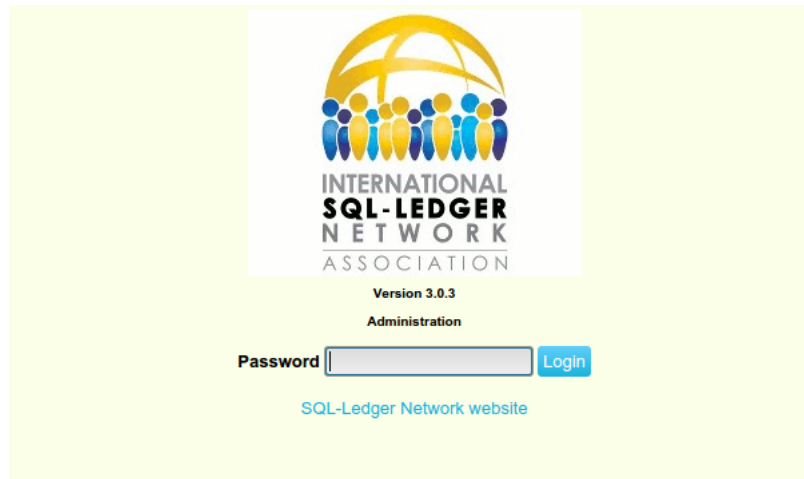 INTERNATIONAL
SQL-LEDGER
NETWORK
ASSOCIATION
Version 3.0.3
Administration
Password Login
SQL-Ledger Network website